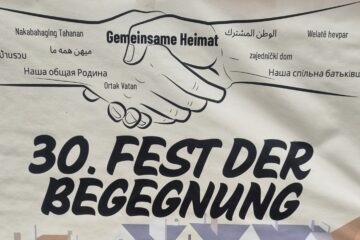 Gemeinsame Heimat
Nakabahaging Tahanan
الوطن المشترك
Welatê hevpar
میهن همه ما
zajednički dom
Наша общая Родина
Наша спільна батьківщ
Ortak Vatan
30. FEST DER
BEGEGNUNG